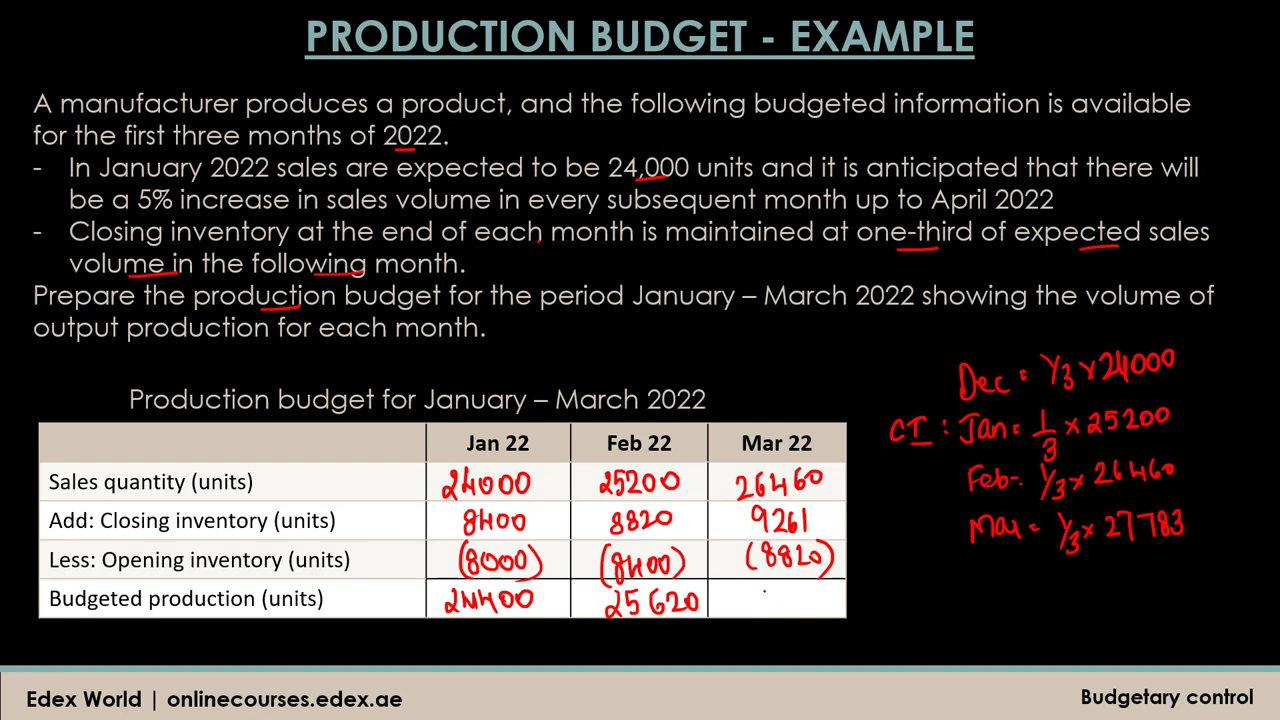 PRODUCTION BUDGET - EXAMPLE
A manufacturer produces a product, and the following budgeted information is available
for the first three months of 2022.
- In January 2022 sales are expected to be 24,000 units and it is anticipated that there will
be a 5% increase in sales volume in every subsequent month up to April 2022
- Closing inventory at the end of each month is maintained at one-third of expected sales
volume in the following month.
Prepare the production budget for the period January – March 2022 showing the volume of
output production for each month.
Dec = 1/3 x 24000
CI : Jan = 1/3 x 25200
Feb - 1/3 x 26460
Mar = 1/3 x 27783
Production budget for January – March 2022
Jan 22 Feb 22 Mar 22
Sales quantity (units) 24000 25200 26460
Add: Closing inventory (units) 8400 8820 9261
Less: Opening inventory (units) (8000) (8400) (8820)
Budgeted production (units) 24400 25620
Edex World | onlinecourses.edex.ae
Budgetary control